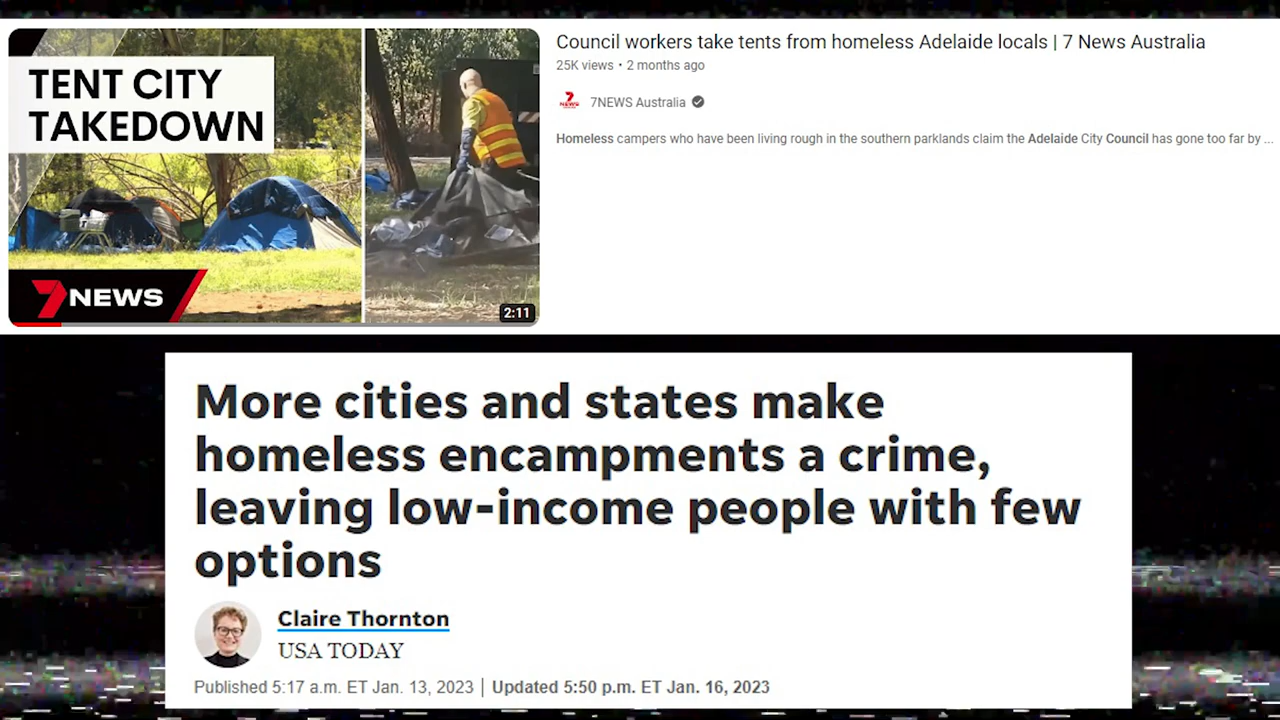 TENT CITY
TAKEDOWN
7NEWS
2:11
Council workers take tents from homeless Adelaide locals | 7 News Australia
25K views • 2 months ago
7NEWS Australia
Homeless campers who have been living rough in the southern parklands claim the Adelaide City Council has gone too far by ...
More cities and states make
homeless encampments a crime,
leaving low-income people with few
options
Claire Thornton
USA TODAY
Published 5:17 a.m. ET Jan. 13, 2023 | Updated 5:50 p.m. ET Jan. 16, 2023